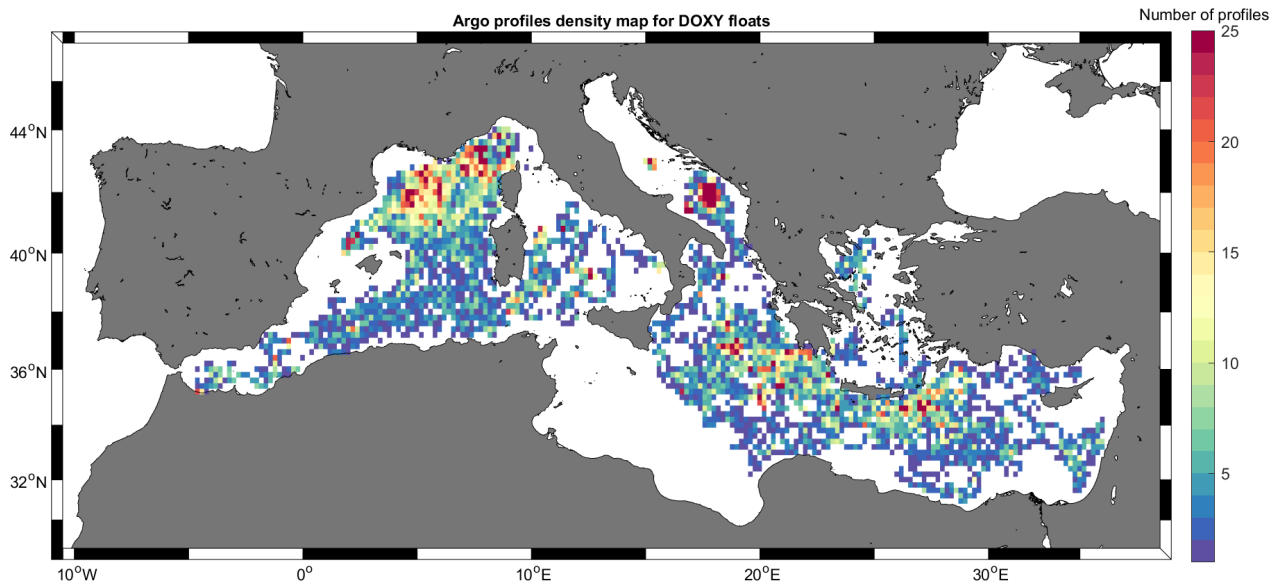 Argo profiles density map for DOXY floats
Number of profiles
25
20
15
10
5
44°N
40°N
36°N
32°N
10°W
0°
10°E
20°E
30°E